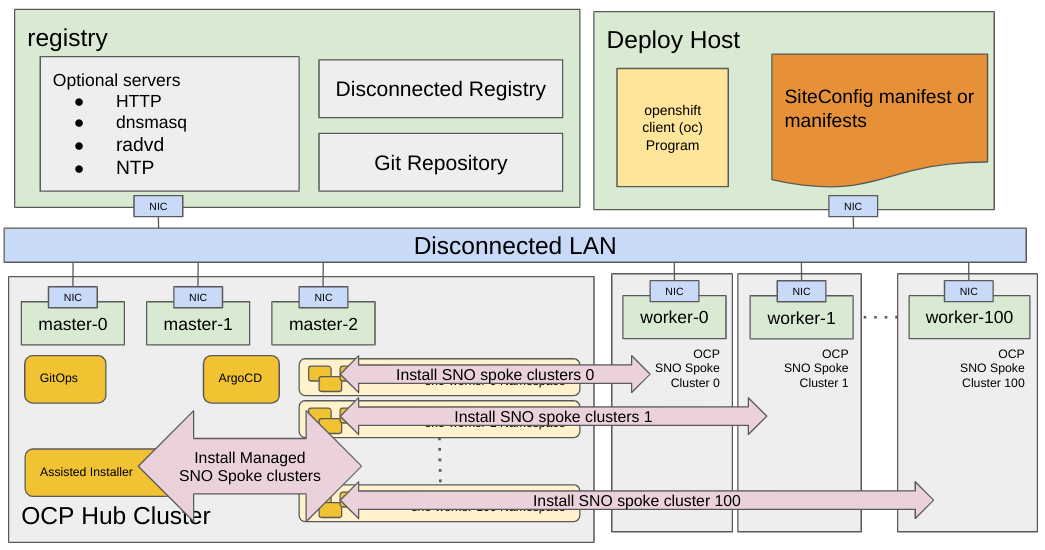 registry
Optional servers
● HTTP
● dnsmasq
● radvd
● NTP
Disconnected Registry
Git Repository
NIC
Deploy Host
openshift
client (oc)
Program
SiteConfig manifest or
manifests
NIC
Disconnected LAN
NIC
master-0
NIC
master-1
NIC
master-2
NIC
worker-0
NIC
worker-1
NIC
worker-100
OCP
SNO Spoke
Cluster 0
OCP
SNO Spoke
Cluster 1
OCP
SNO Spoke
Cluster 100
GitOps
ArgoCD
Install SNO spoke clusters 0
Install SNO spoke clusters 1
Install Managed
SNO Spoke clusters
Assisted Installer
Install SNO spoke cluster 100
OCP Hub Cluster